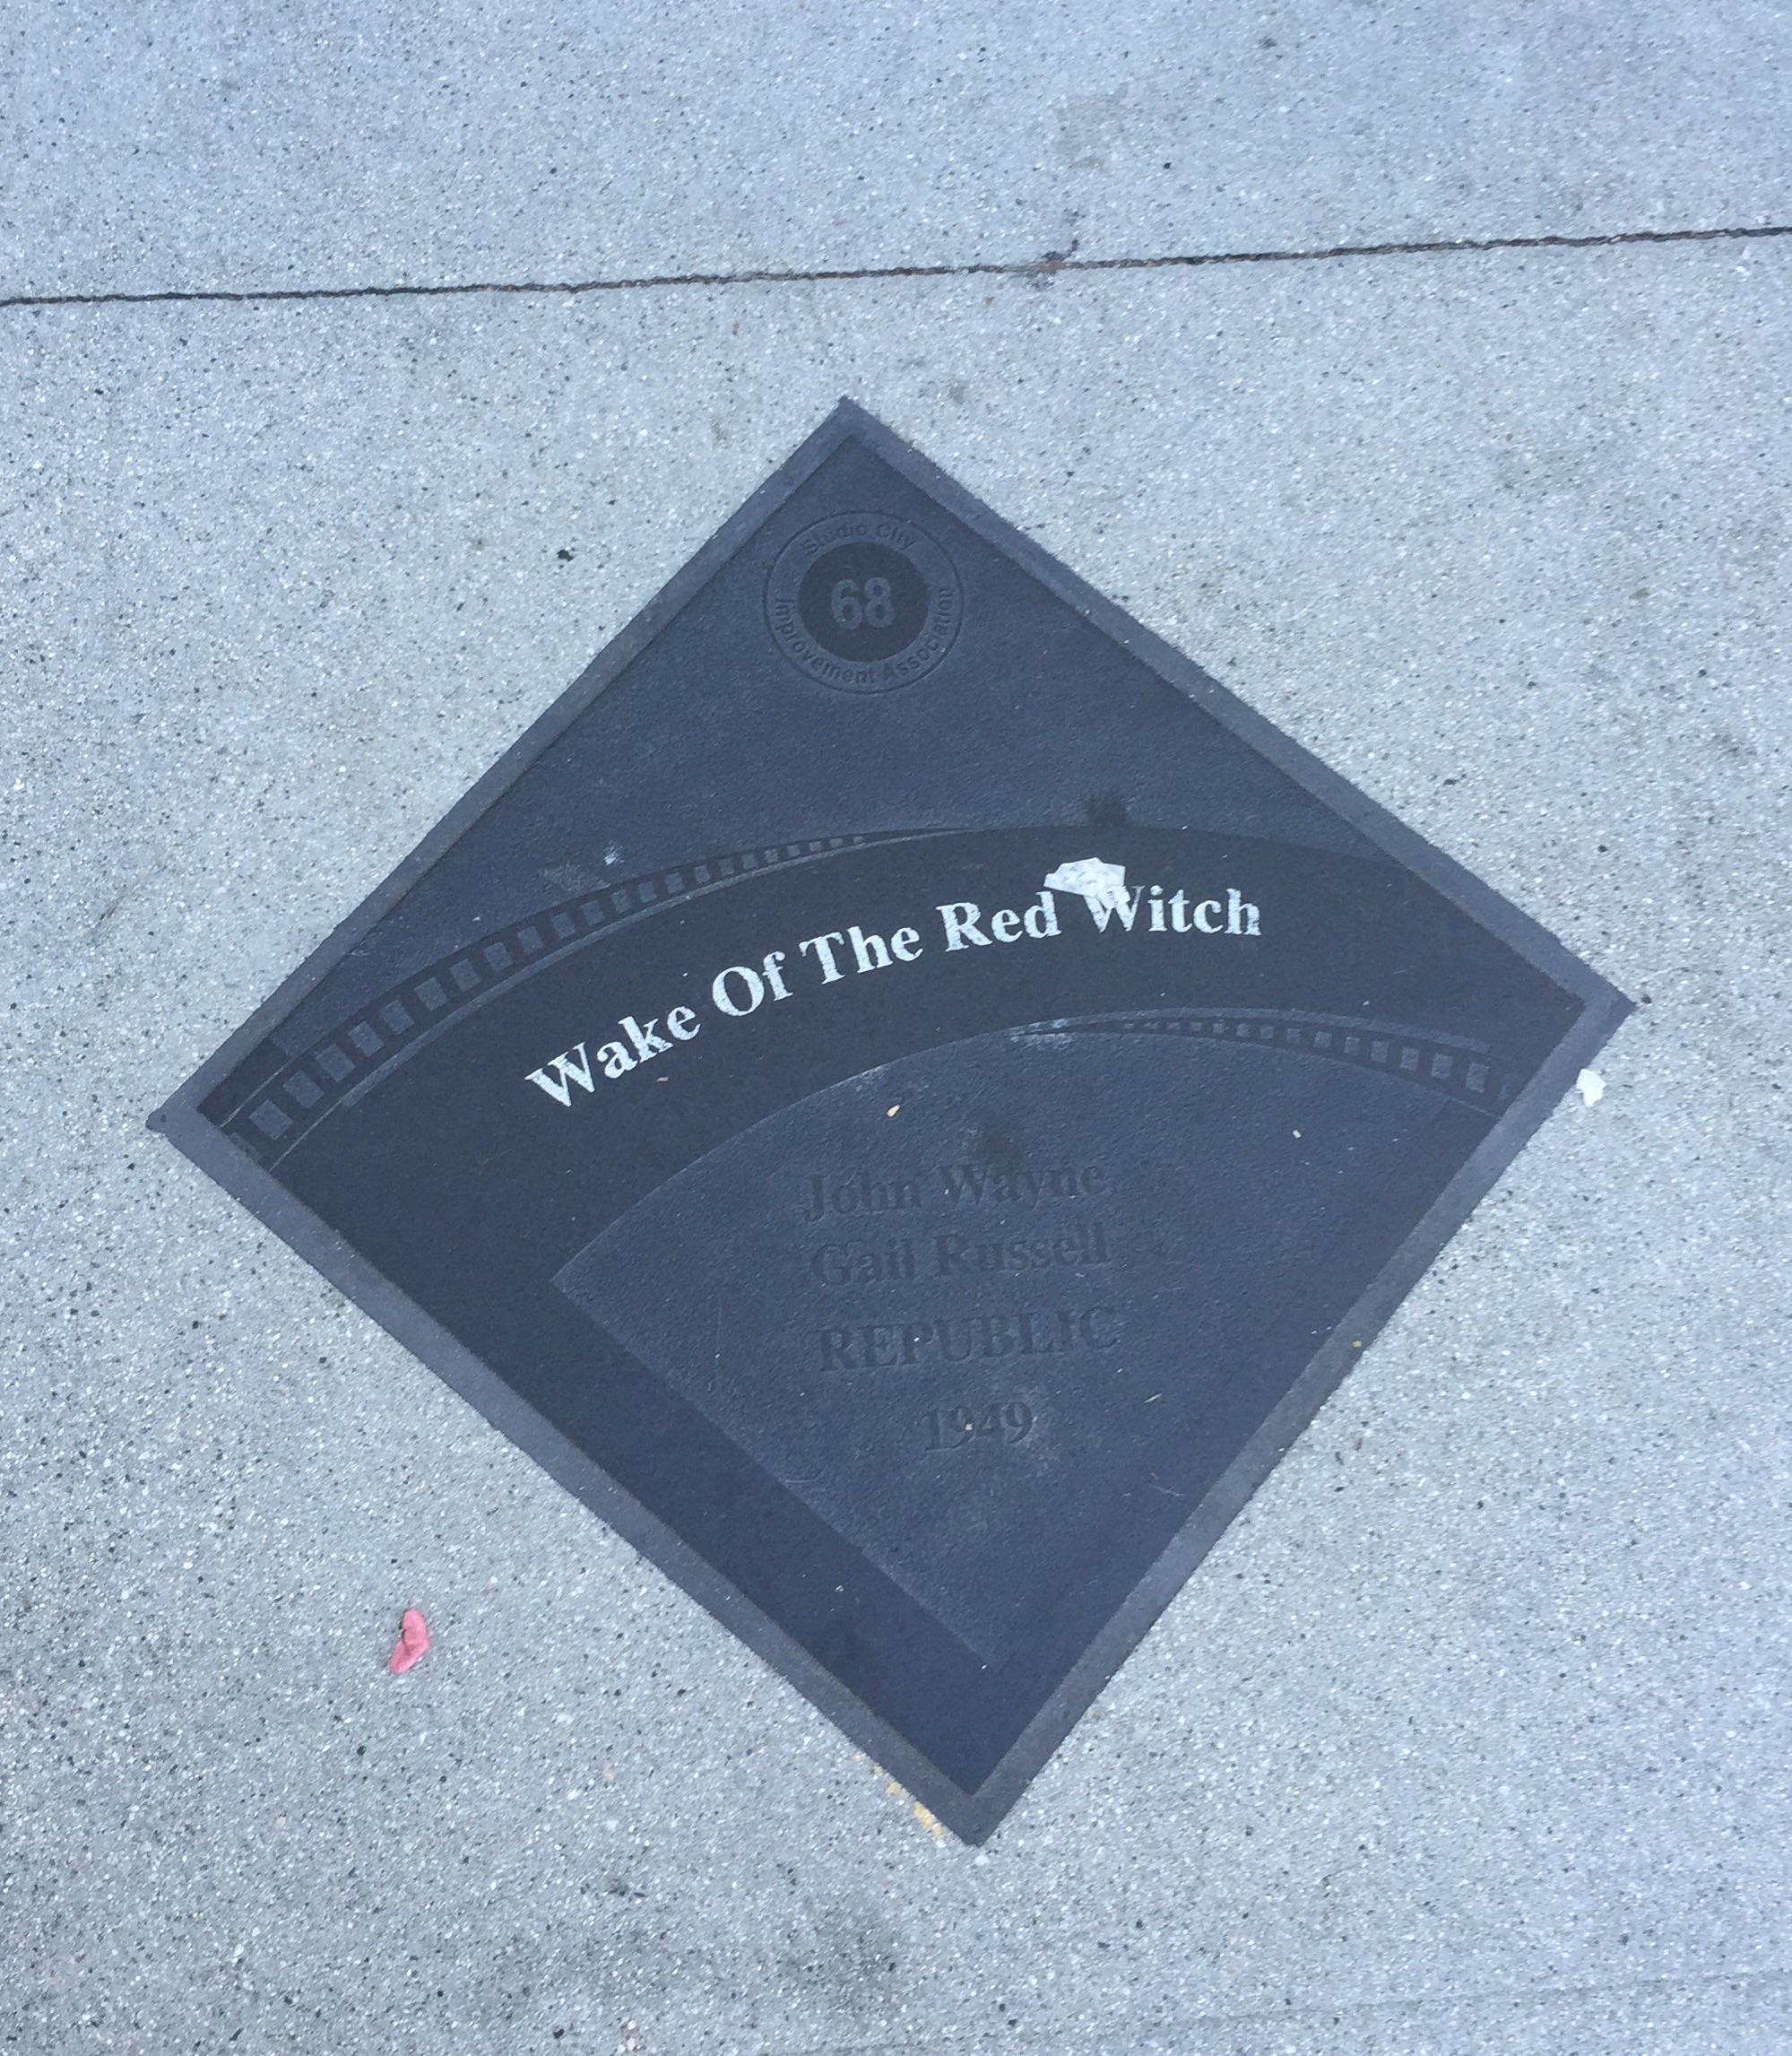 Studio City
68
Improvement Association
Wake Of The Red Witch
John Wayne
Gail Russell
REPUBLIC
1949